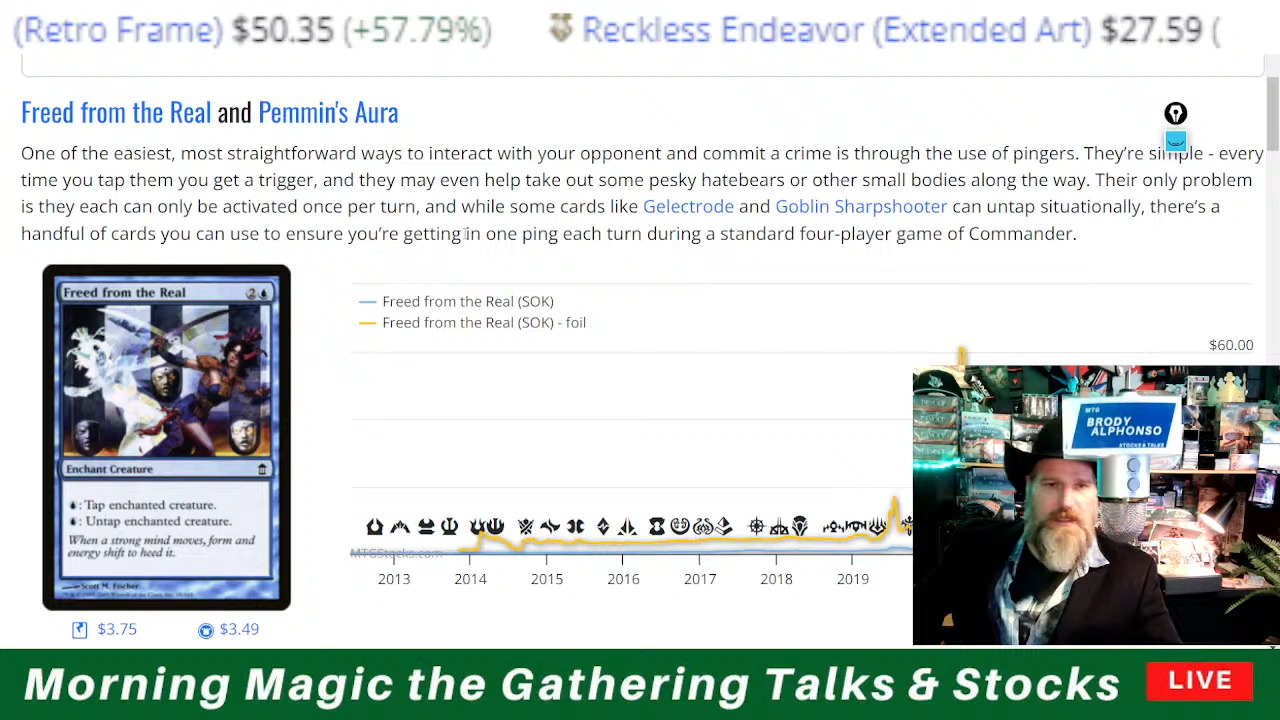 (Retro Frame) $50.35 (+57.79%) Reckless Endeavor (Extended Art) $27.59 (
Freed from the Real and Pemmin's Aura
One of the easiest, most straightforward ways to interact with your opponent and commit a crime is through the use of pingers. They're simple - every
time you tap them you get a trigger, and they may even help take out some pesky hatebears or other small bodies along the way. Their only problem
is they each can only be activated once per turn, and while some cards like Gelectrode and Goblin Sharpshooter can untap situationally, there's a
handful of cards you can use to ensure you're getting in one ping each turn during a standard four-player game of Commander.
Freed from the Real 2
Enchant Creature
: Tap enchanted creature.
: Untap enchanted creature.
When a strong mind moves, form and
energy shift to heed it.
Scott M. Fischer
$3.75 $3.49
Freed from the Real (SOK)
Freed from the Real (SOK) - foil
$60.00
MTGStocks.com
2013 2014 2015 2016 2017 2018 2019
MTG
BRODY
ALPHONSO
STOCKS & TALKS
Morning Magic the Gathering Talks & Stocks LIVE